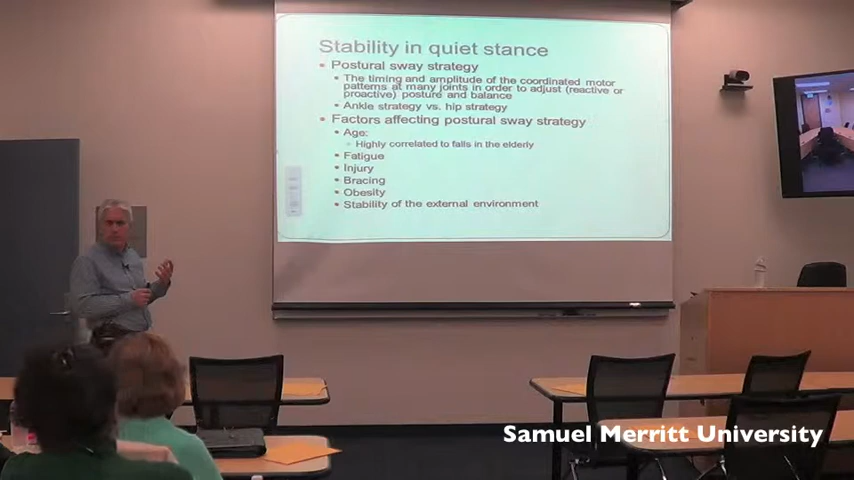 Stability in quiet stance
• Postural sway strategy
• The timing and amplitude of the coordinated motor
patterns at many joints in order to adjust (reactive or
proactive) posture and balance
• Ankle strategy vs. hip strategy
• Factors affecting postural sway strategy
• Age:
◦ Highly correlated to falls in the elderly
• Fatigue
• Injury
• Bracing
• Obesity
• Stability of the external environment
Samuel Merritt University